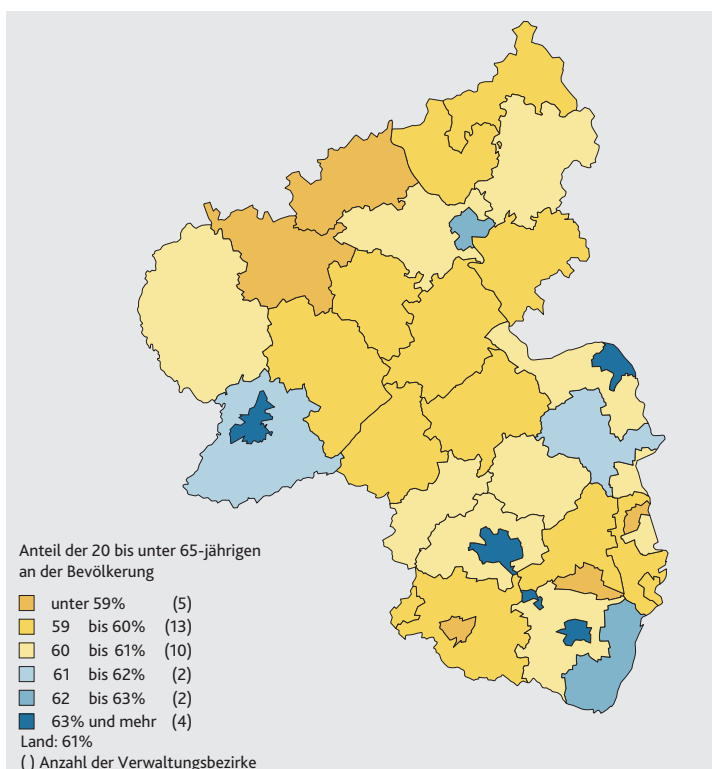 Anteil der 20 bis unter 65-jährigen
an der Bevölkerung
unter 59% (5)
59 bis 60% (13)
60 bis 61% (10)
61 bis 62% (2)
62 bis 63% (2)
63% und mehr (4)
Land: 61%
( ) Anzahl der Verwaltungsbezirke